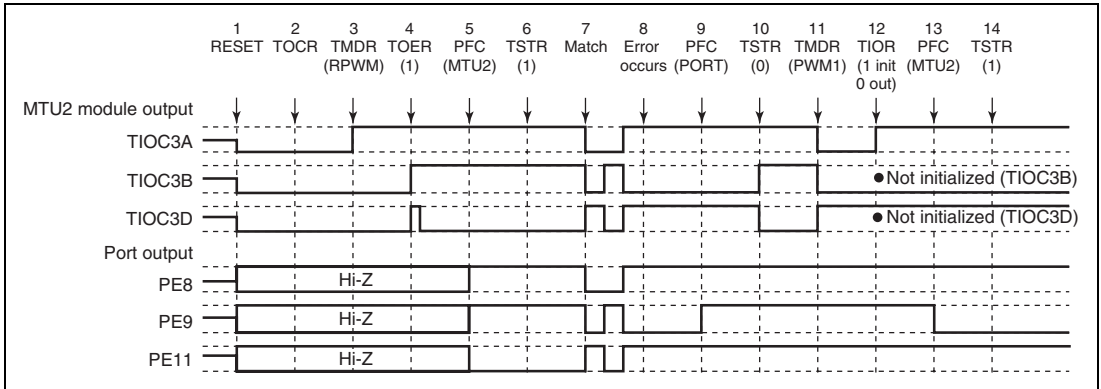 1 2 3 4 5 6 7 8 9 10 11 12 13 14
RESET TOCR TMDR TOER PFC TSTR Match Error PFC TSTR TMDR TIOR PFC TSTR
(RPWM) (1) (MTU2) (1) occurs (PORT) (0) (PWM1) (1 init (MTU2) (1)
0 out)
MTU2 module output
TIOC3A
TIOC3B
●Not initialized (TIOC3B)
TIOC3D
●Not initialized (TIOC3D)
Port output
PE8
Hi-Z
PE9
Hi-Z
PE11
Hi-Z